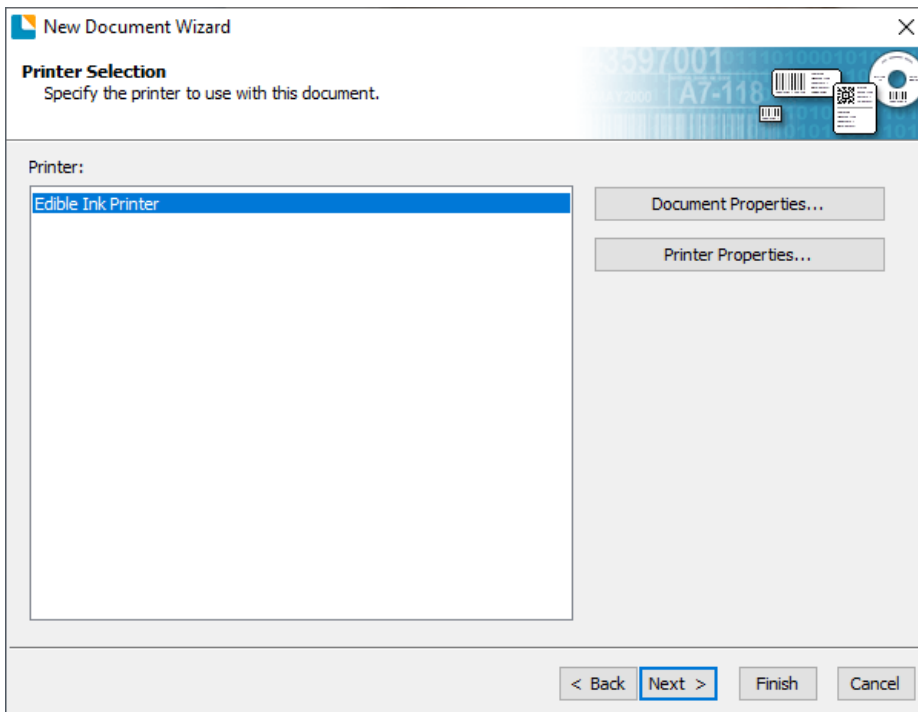 New Document Wizard
Printer Selection
Specify the printer to use with this document.
3597001
A7-118
Printer:
Edible Ink Printer
Document Properties...
Printer Properties...
< Back
Next >
Finish
Cancel